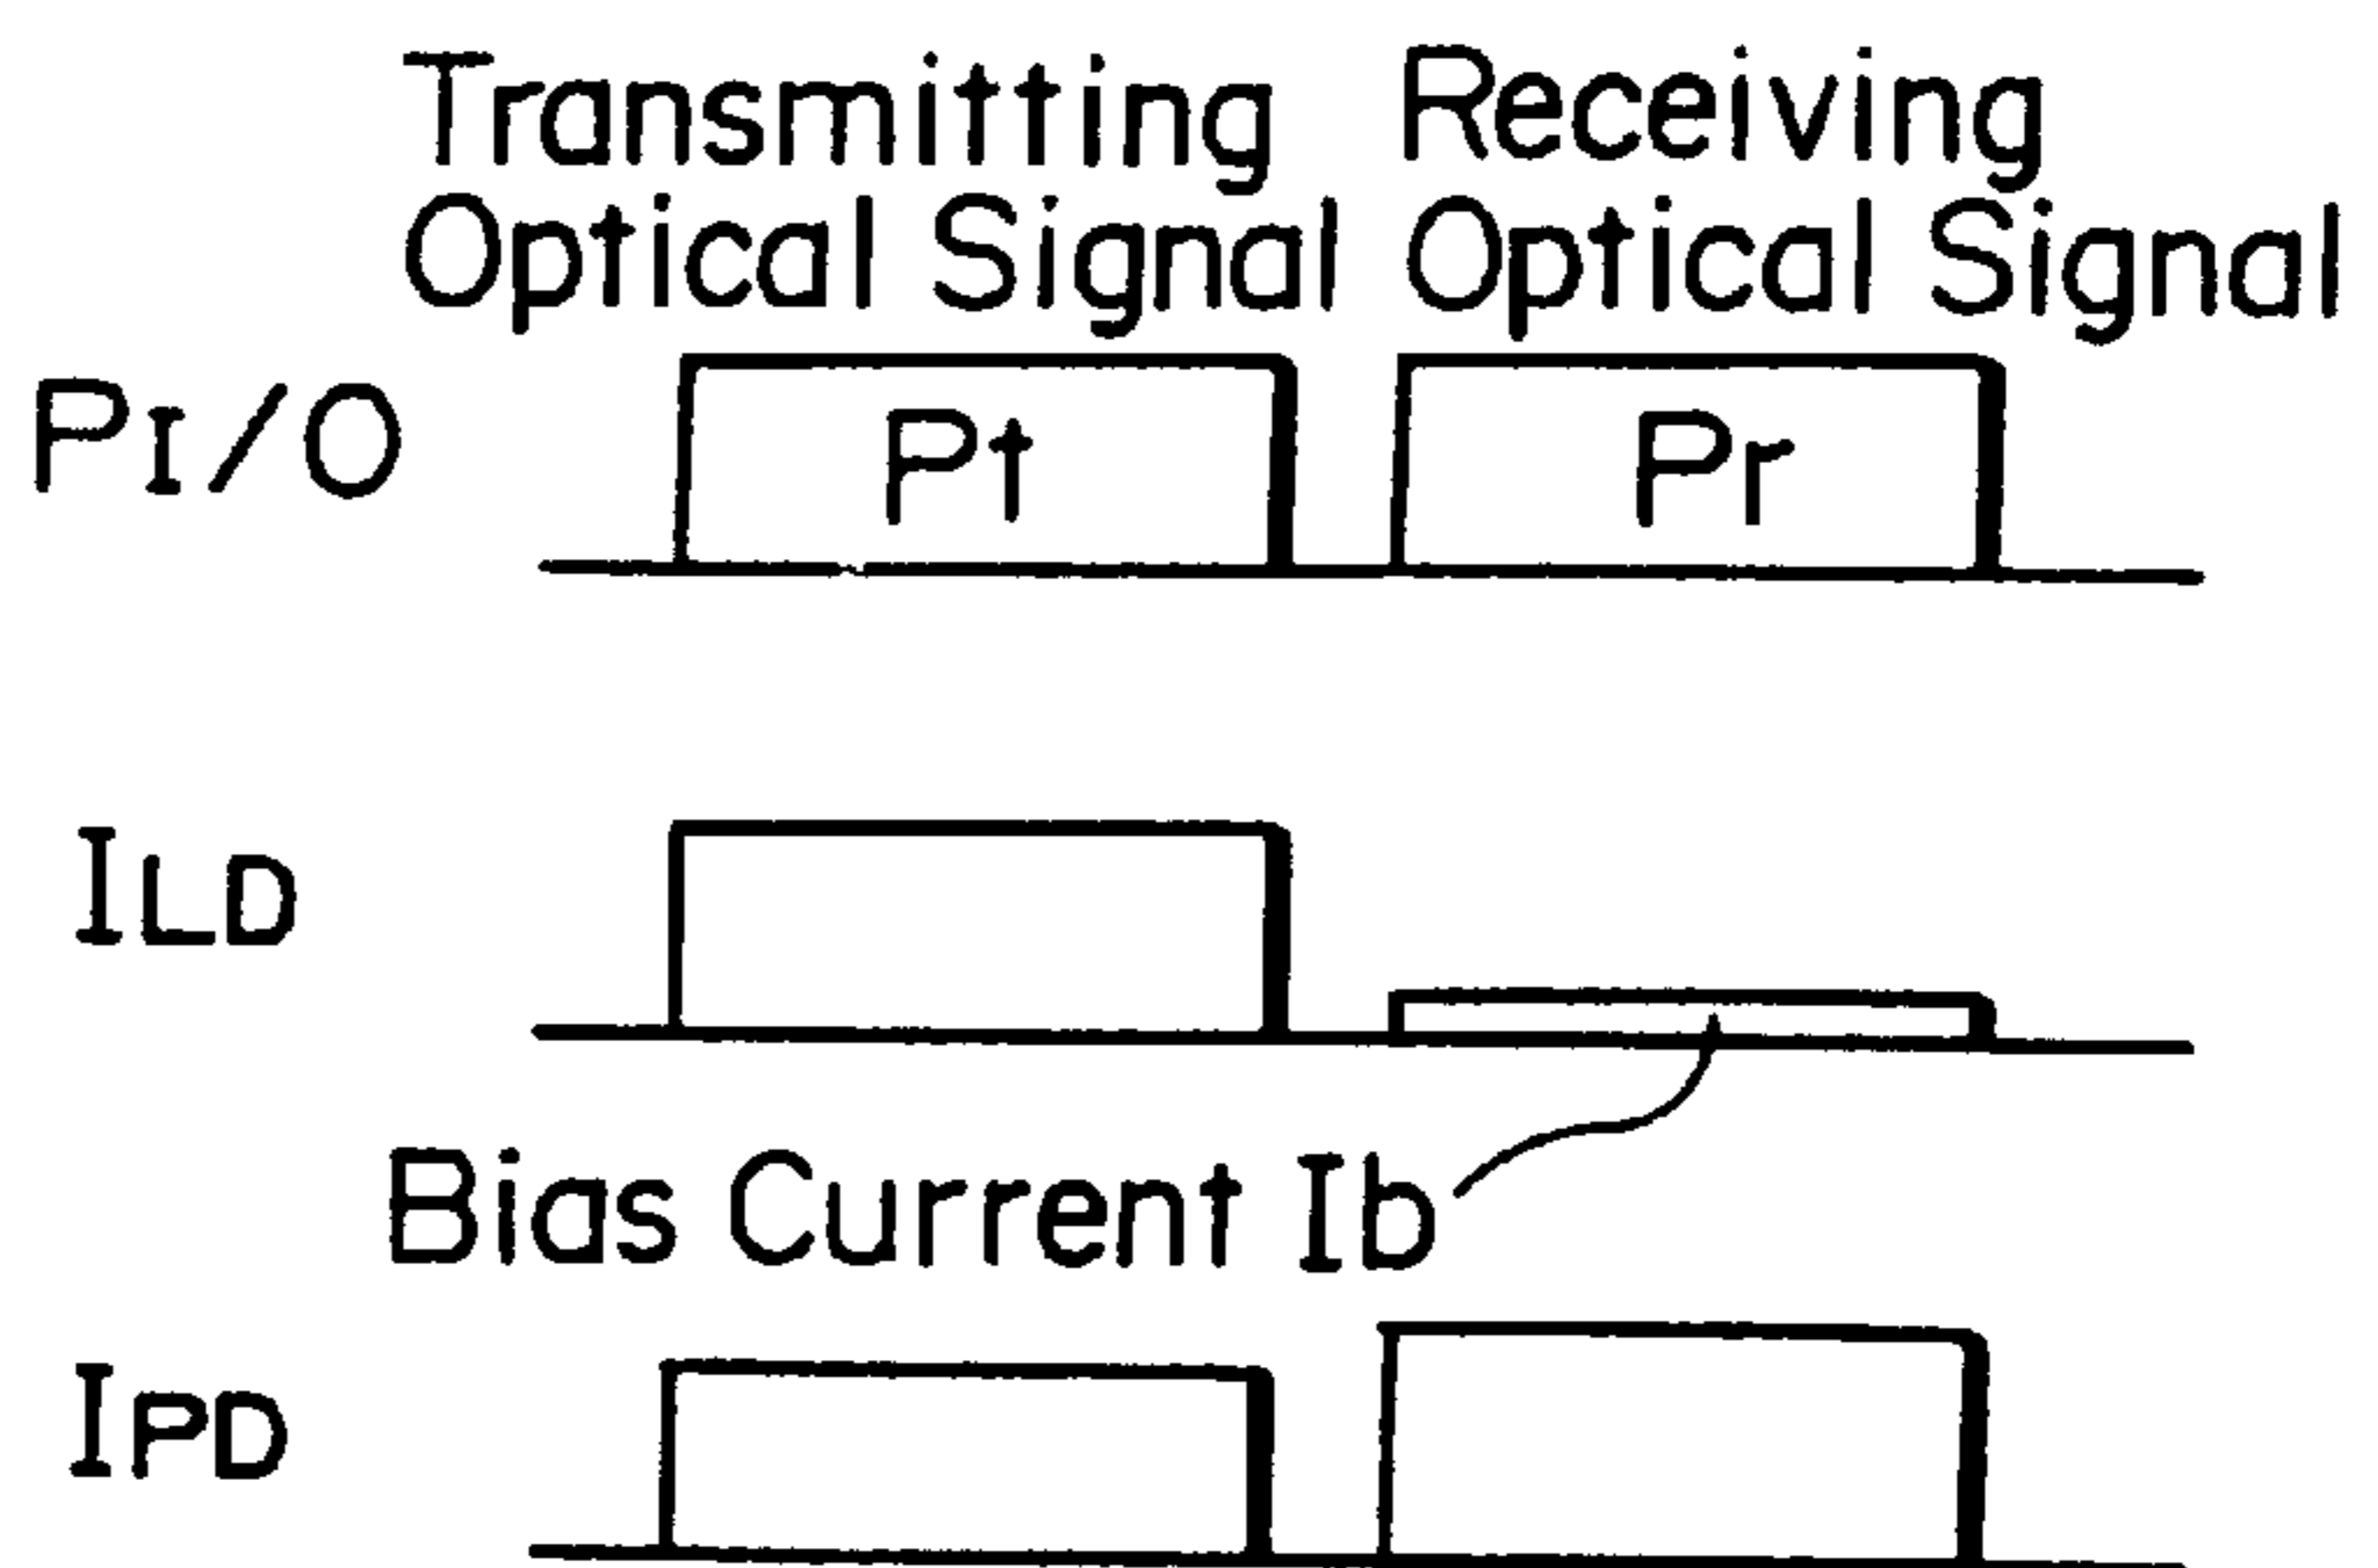 Transmitting Receiving
Optical Signal Optical Signal
PI/O
Pt
Pr
ILD
Bias Current Ib
IPD